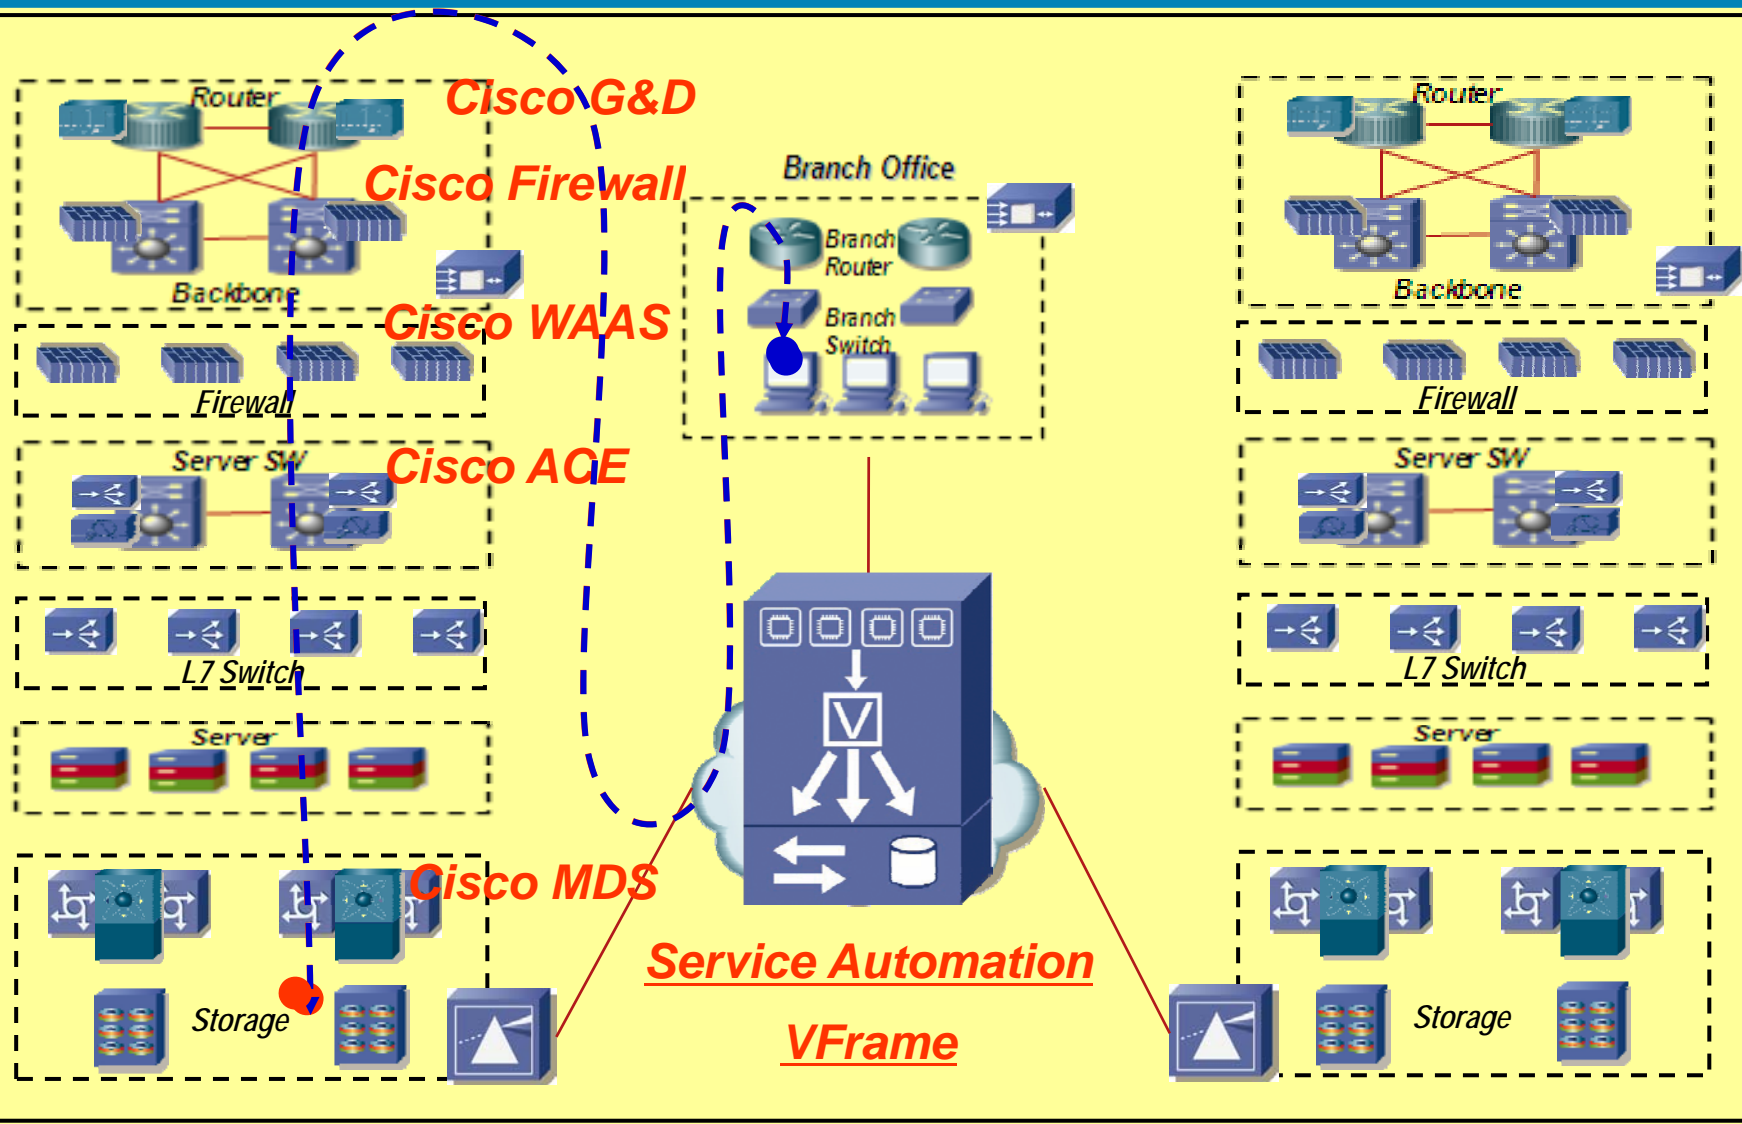 Router
Cisco G&D
Cisco Firewall
Backbone
Cisco WAAS
Firewall
Server SW
Cisco ACE
L7 Switch
Server
Cisco MDS
Storage
Branch Office
Branch
Router
Branch
Switch
V
Service Automation
VFrame
Router
Backbone
Firewall
Server SW
L7 Switch
Server
Storage